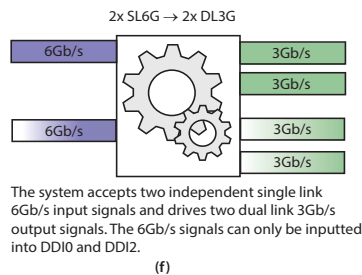 2x SL6G → 2x DL3G
6Gb/s
3Gb/s
3Gb/s
6Gb/s
3Gb/s
3Gb/s
The system accepts two independent single link
6Gb/s input signals and drives two dual link 3Gb/s
output signals. The 6Gb/s signals can only be inputted
into DDI0 and DDI2.
(f)